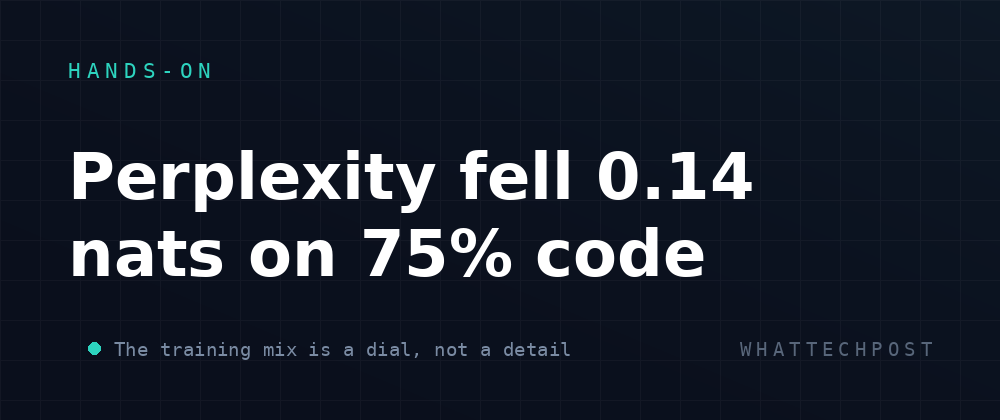 HANDS-ON
Perplexity fell 0.14
nats on 75% code
The training mix is a dial, not a detail
WHATTECHPOST